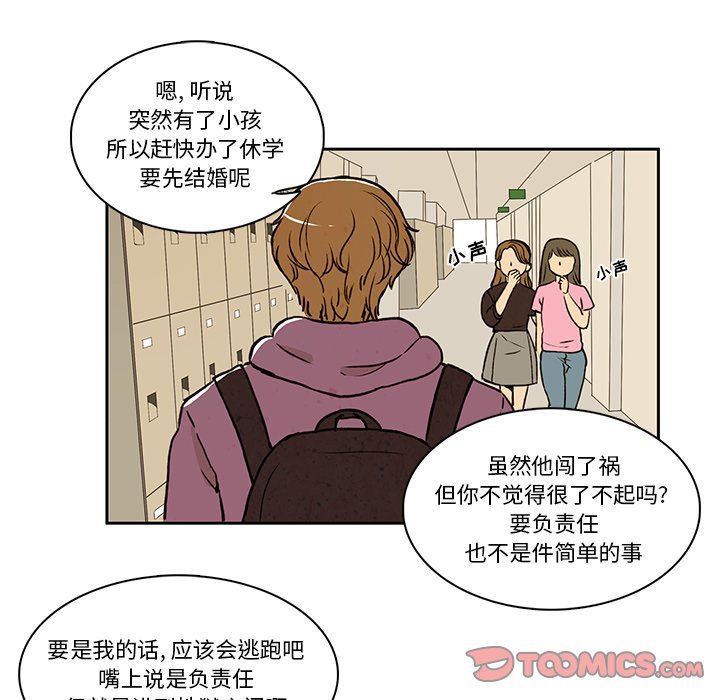 嗯, 听说
突然有了小孩
所以赶快办了休学
要先结婚呢
小声
小声
虽然他闯了祸
但你不觉得很了不起吗?
要负责任
也不是件简单的事
要是我的话, 应该会逃跑吧
嘴上说是负责任
TOOMICS.COM